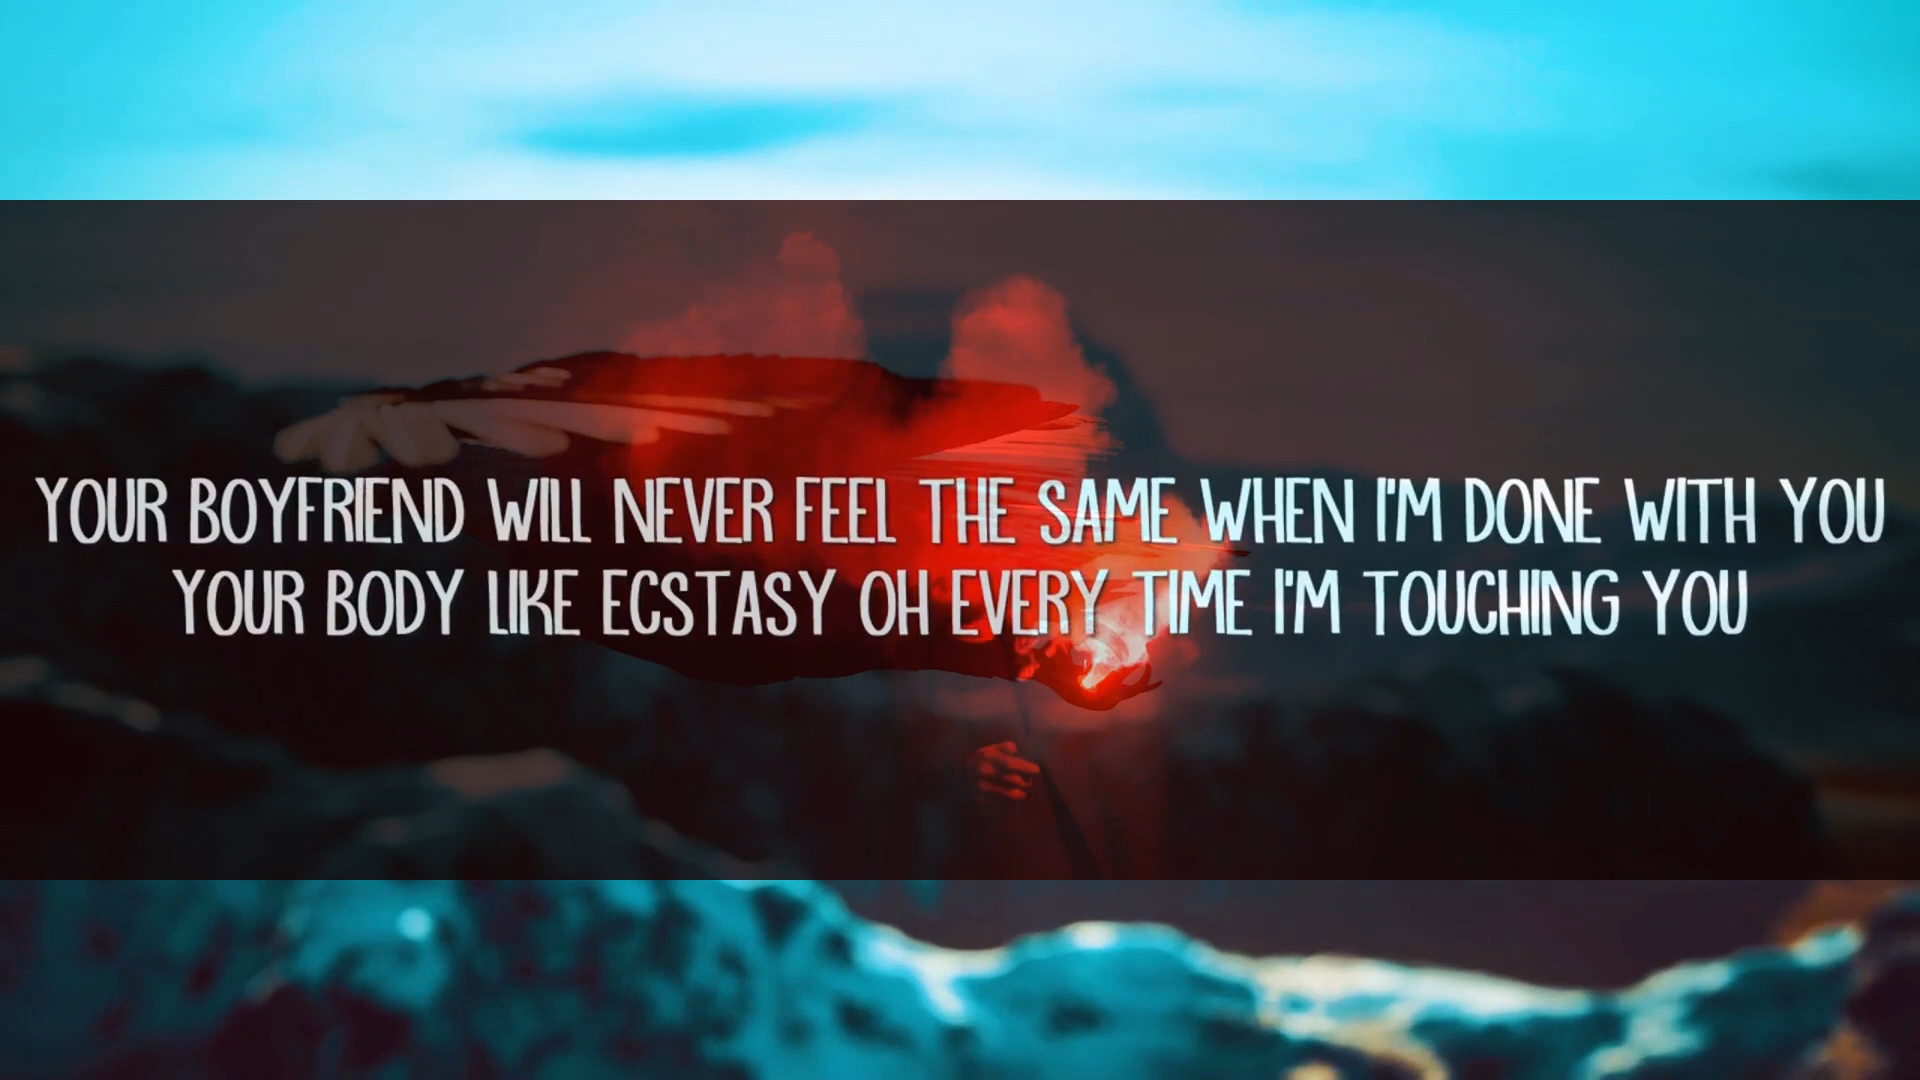 YOUR BOYFRIEND WILL NEVER FEEL THE SAME WHEN I'M DONE WITH YOU
YOUR BODY LIKE ECSTASY OH EVERY TIME I'M TOUCHING YOU